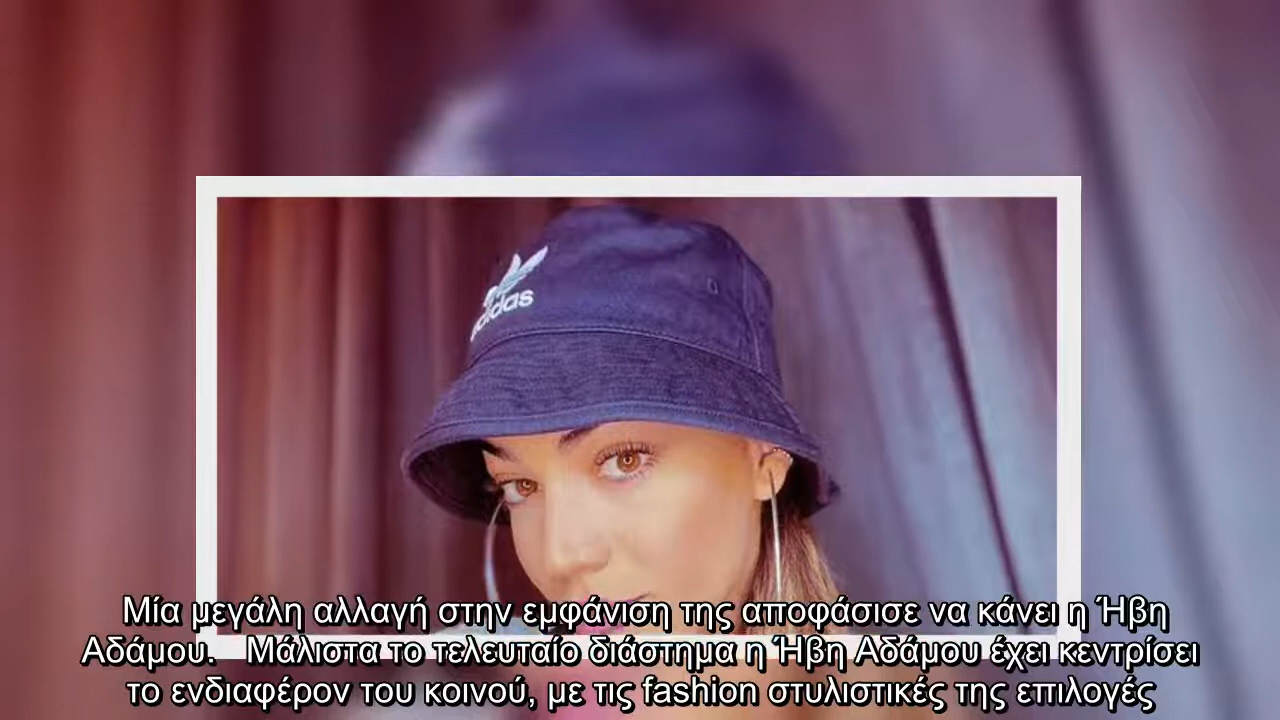 adidas
Μία μεγάλη αλλαγή στην εμφάνιση της αποφάσισε να κάνει η Ήβη
Αδάμου.   Μάλιστα το τελευταίο διάστημα η Ήβη Αδάμου έχει κεντρίσει
το ενδιαφέρον του κοινού, με τις fashion στυλιστικές της επιλογές